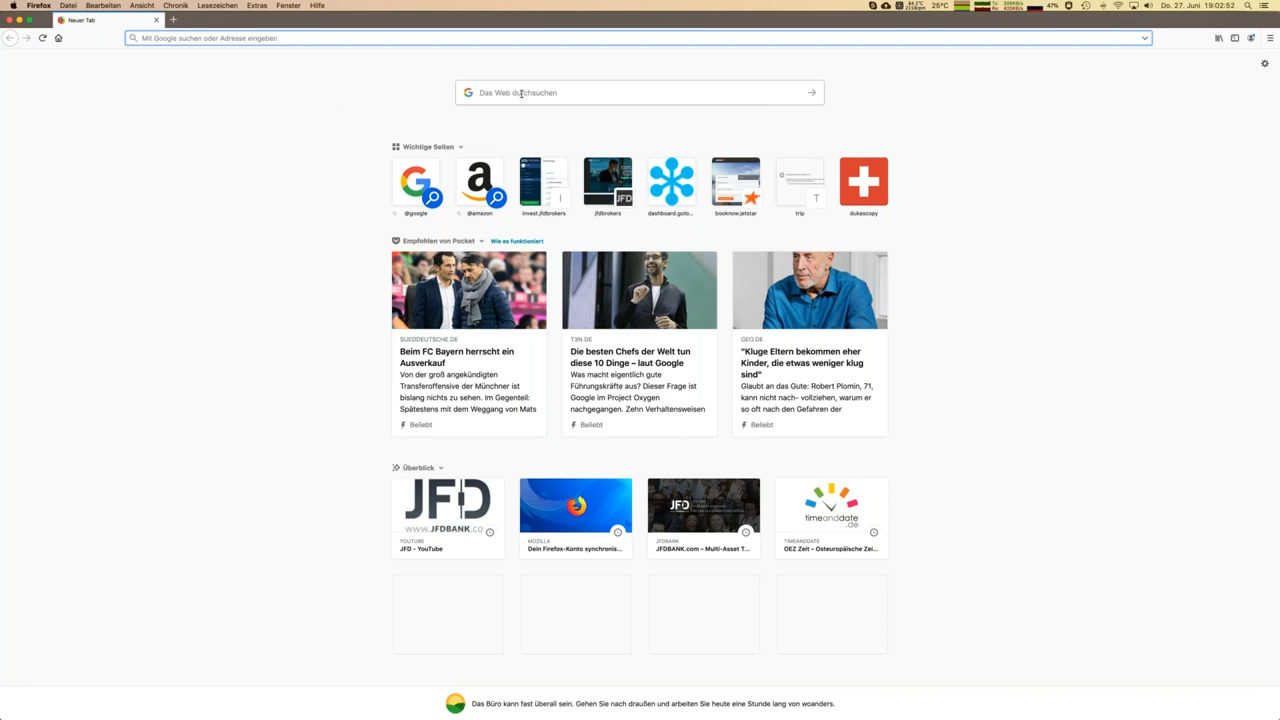 Firefox Datei Bearbeiten Ansicht Chronik Lesezeichen Extras Fenster Hilfe
25°C 47% Do. 27. Juni 19:02:52
Neuer Tab
Mit Google suchen oder Adresse eingeben
Das Web durchsuchen
Wichtige Seiten
a
I
JFD
T
@google @amazon invest.jfdbrokers jfdbrokers dashboard.goto... booknow.jetstar trip dukascopy
Empfohlen von Pocket Wie es funktioniert
SUEDDEUTSCHE.DE
Beim FC Bayern herrscht ein
Ausverkauf
Von der groß angekündigten
Transferoffensive der Münchner ist
bislang nichts zu sehen. Im Gegenteil:
Spätestens mit dem Weggang von Mats
Beliebt
T3N.DE
Die besten Chefs der Welt tun
diese 10 Dinge – laut Google
Was macht eigentlich gute
Führungskräfte aus? Dieser Frage ist
Google im Project Oxygen
nachgegangen. Zehn Verhaltensweisen
Beliebt
GEO.DE
"Kluge Eltern bekommen eher
Kinder, die etwas weniger klug
sind"
Glaubt an das Gute: Robert Plomin, 71,
kann nicht nach- vollziehen, warum er
so oft nach den Gefahren der
Beliebt
Überblick
JFD
WWW.JFDBANK.CO
YOUTUBE
JFD - YouTube
MOZILLA
Dein Firefox-Konto synchronis...
JFD
JFDBANK
JFDBANK.com – Multi-Asset T...
timeanddate
.de
TIMEANDDATE
OEZ Zeit – Osteuropäische Zei...
Das Büro kann fast überall sein. Gehen Sie nach draußen und arbeiten Sie heute eine Stunde lang von woanders.